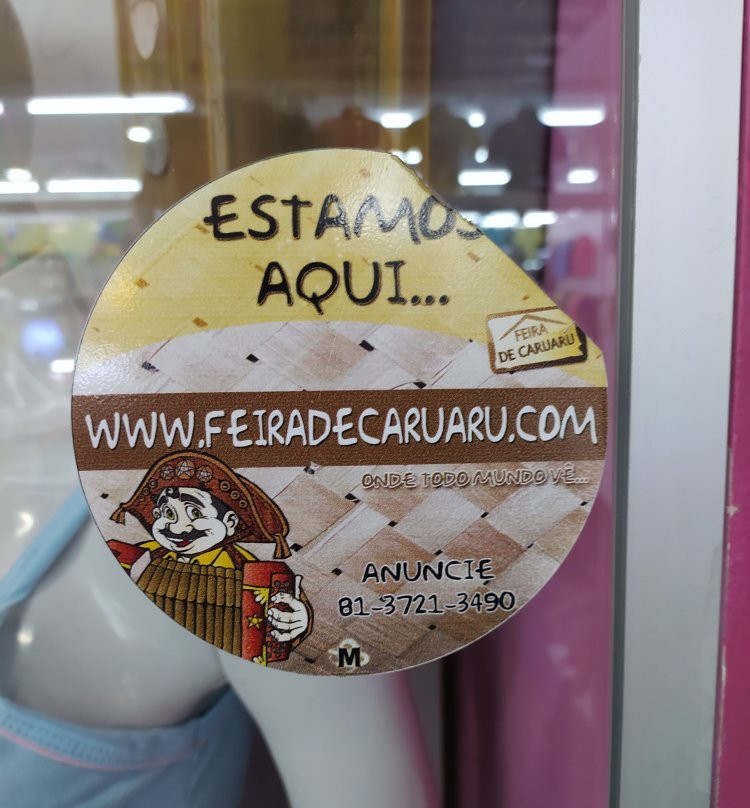 ESTAMOS
AQUI...
FEIRA
DE CARUARU
WWW.FEIRADECARUARU.COM
ONDE TODO MUNDO VÊ...
ANUNCIE
81-3721-3490
M